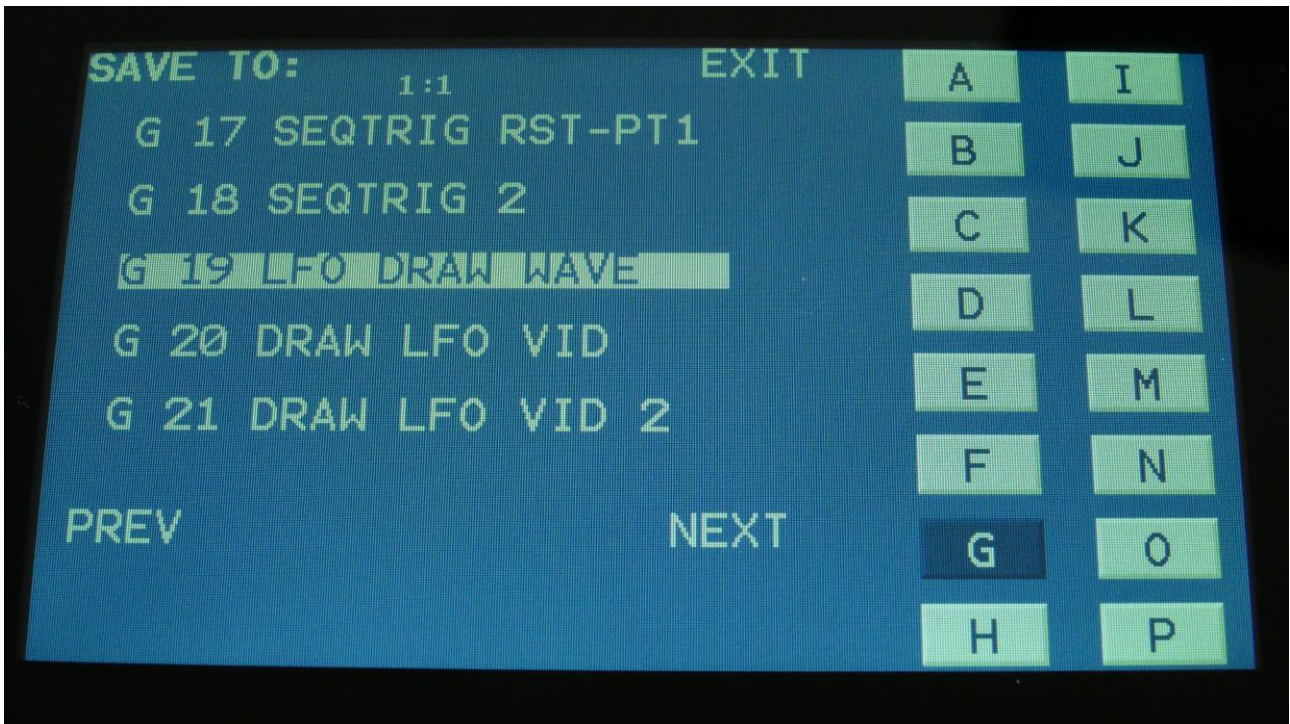 SAVE TO: 1:1 EXIT
G 17 SEQTRIG RST-PT1
G 18 SEQTRIG 2
G 19 LFO DRAW WAVE
G 20 DRAW LFO VID
G 21 DRAW LFO VID 2
PREV NEXT
A I
B J
C K
D L
E M
F N
G O
H P